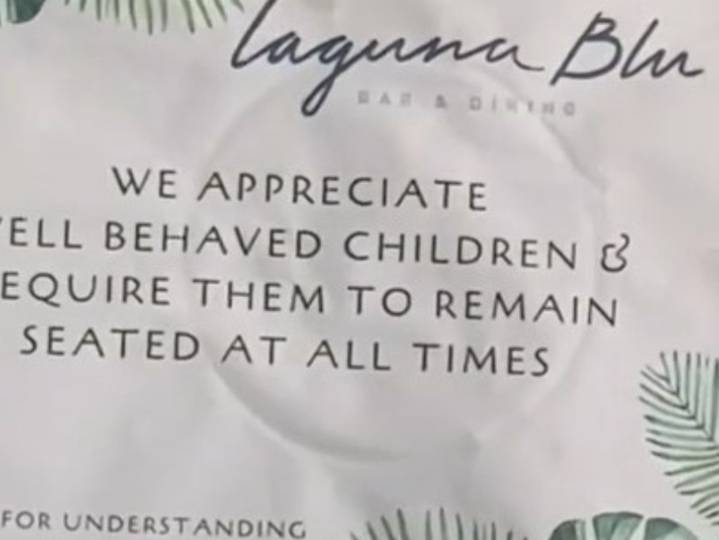 laguna Blu
BAR & DINING
WE APPRECIATE
ELL BEHAVED CHILDREN &
EQUIRE THEM TO REMAIN
SEATED AT ALL TIMES
FOR UNDERSTANDING